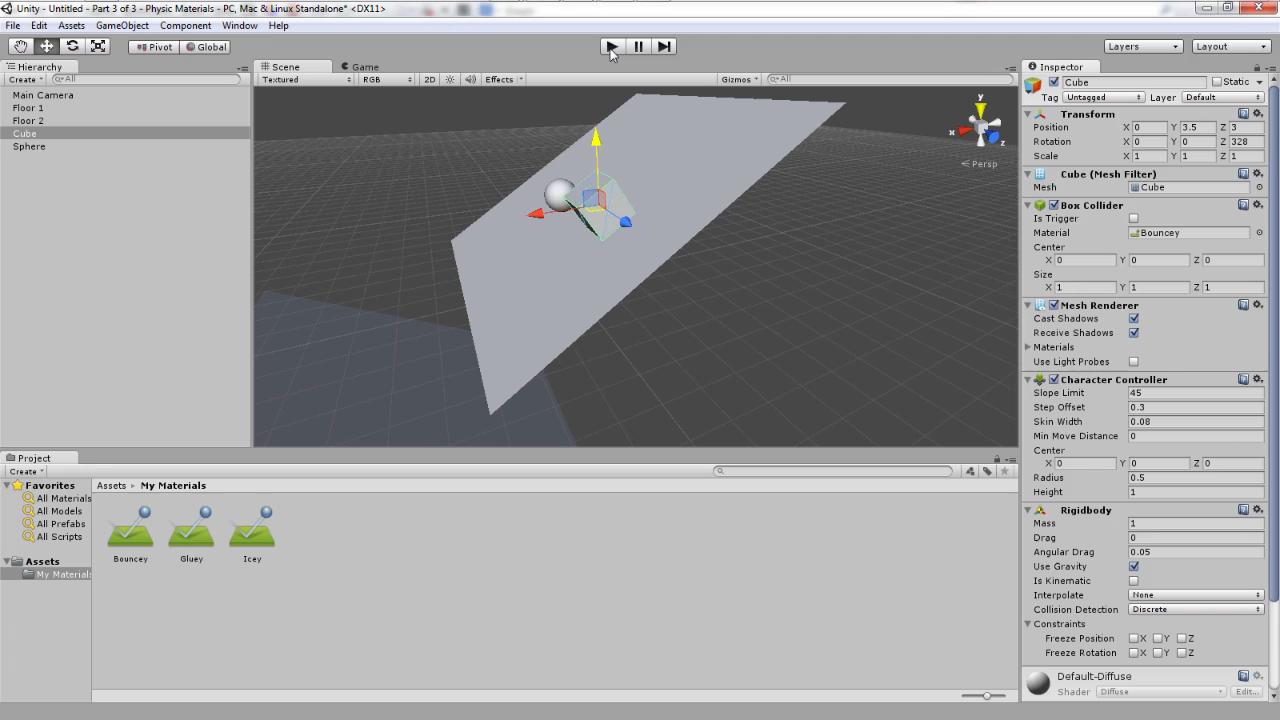 Unity - Untitled - Part 3 of 3 - Physic Materials - PC, Mac & Linux Standalone* <DX11>
File Edit Assets GameObject Component Window Help
Pivot Global Layers Layout
Hierarchy
Create All
Main Camera
Floor 1
Floor 2
Cube
Sphere
Scene Game
Textured RGB 2D Effects Gizmos All
y
x
z
Persp
Inspector
Cube Static
Tag Untagged Layer Default
Transform
Position X 0 Y 3.5 Z 3
Rotation X 0 Y 0 Z 328
Scale X 1 Y 1 Z 1
Cube (Mesh Filter)
Mesh Cube
Box Collider
Is Trigger
Material Bouncey
Center
X 0 Y 0 Z 0
Size
X 1 Y 1 Z 1
Mesh Renderer
Cast Shadows
Receive Shadows
Materials
Use Light Probes
Character Controller
Slope Limit 45
Step Offset 0.3
Skin Width 0.08
Min Move Distance 0
Center
X 0 Y 0 Z 0
Radius 0.5
Height 1
Rigidbody
Mass 1
Drag 0
Angular Drag 0.05
Use Gravity
Is Kinematic
Interpolate None
Collision Detection Discrete
Constraints
Freeze Position X Y Z
Freeze Rotation X Y Z
Default-Diffuse
Shader Diffuse Edit...
Project
Create
Favorites
All Materials
All Models
All Prefabs
All Scripts
Assets
My Materials
Assets My Materials
Bouncey Gluey Icey